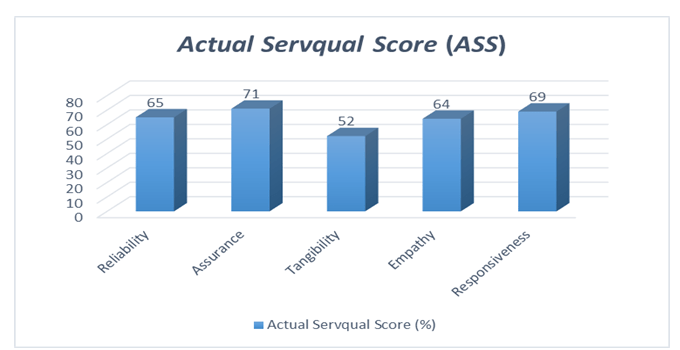 Actual Servqual Score (ASS)
80
70
60
50
40
30
20
10
0
65
71
52
64
69
Reliability
Assurance
Tangibility
Empathy
Responsiveness
Actual Servqual Score (%)